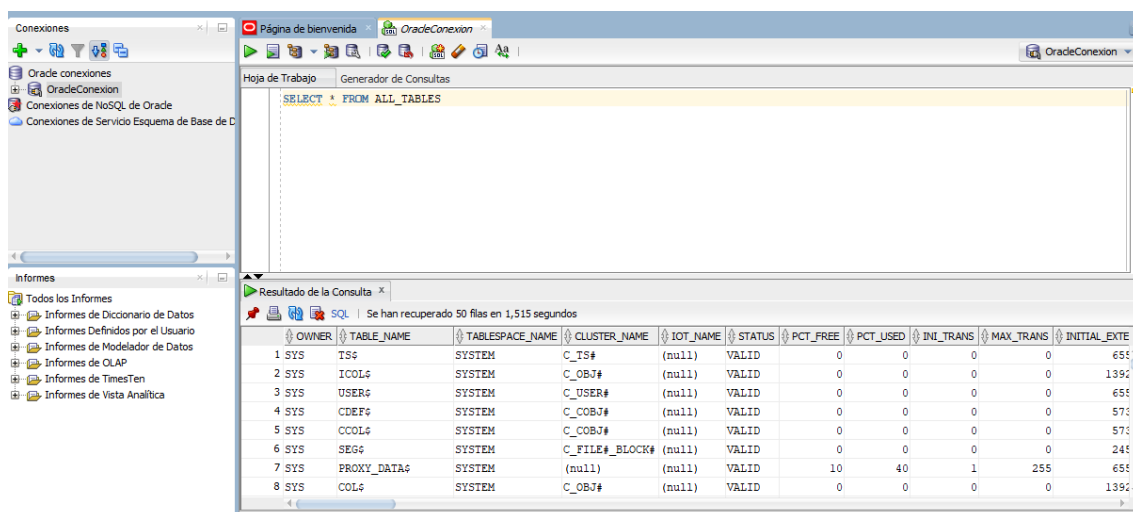 Conexiones
Oracle conexiones
OracleConexion
Conexiones de NoSQL de Oracle
Conexiones de Servicio Esquema de Base de D
Informes
Todos los Informes
Informes de Diccionario de Datos
Informes Definidos por el Usuario
Informes de Modelador de Datos
Informes de OLAP
Informes de TimesTen
Informes de Vista Analítica
Página de bienvenida OracleConexion
OracleConexion
Hoja de Trabajo Generador de Consultas
SELECT * FROM ALL_TABLES
Resultado de la Consulta
SQL | Se han recuperado 50 filas en 1,515 segundos
OWNER TABLE_NAME TABLESPACE_NAME CLUSTER_NAME IOT_NAME STATUS PCT_FREE PCT_USED INI_TRANS MAX_TRANS INITIAL_EXTE
1 SYS TS$ SYSTEM C_TS# (null) VALID 0 0 0 0 655
2 SYS ICOL$ SYSTEM C_OBJ# (null) VALID 0 0 0 0 1392
3 SYS USER$ SYSTEM C_USER# (null) VALID 0 0 0 0 655
4 SYS CDEF$ SYSTEM C_COBJ# (null) VALID 0 0 0 0 573
5 SYS CCOL$ SYSTEM C_COBJ# (null) VALID 0 0 0 0 573
6 SYS SEG$ SYSTEM C_FILE#_BLOCK# (null) VALID 0 0 0 0 245
7 SYS PROXY_DATA$ SYSTEM (null) (null) VALID 10 40 1 255 655
8 SYS COL$ SYSTEM C_OBJ# (null) VALID 0 0 0 0 1392